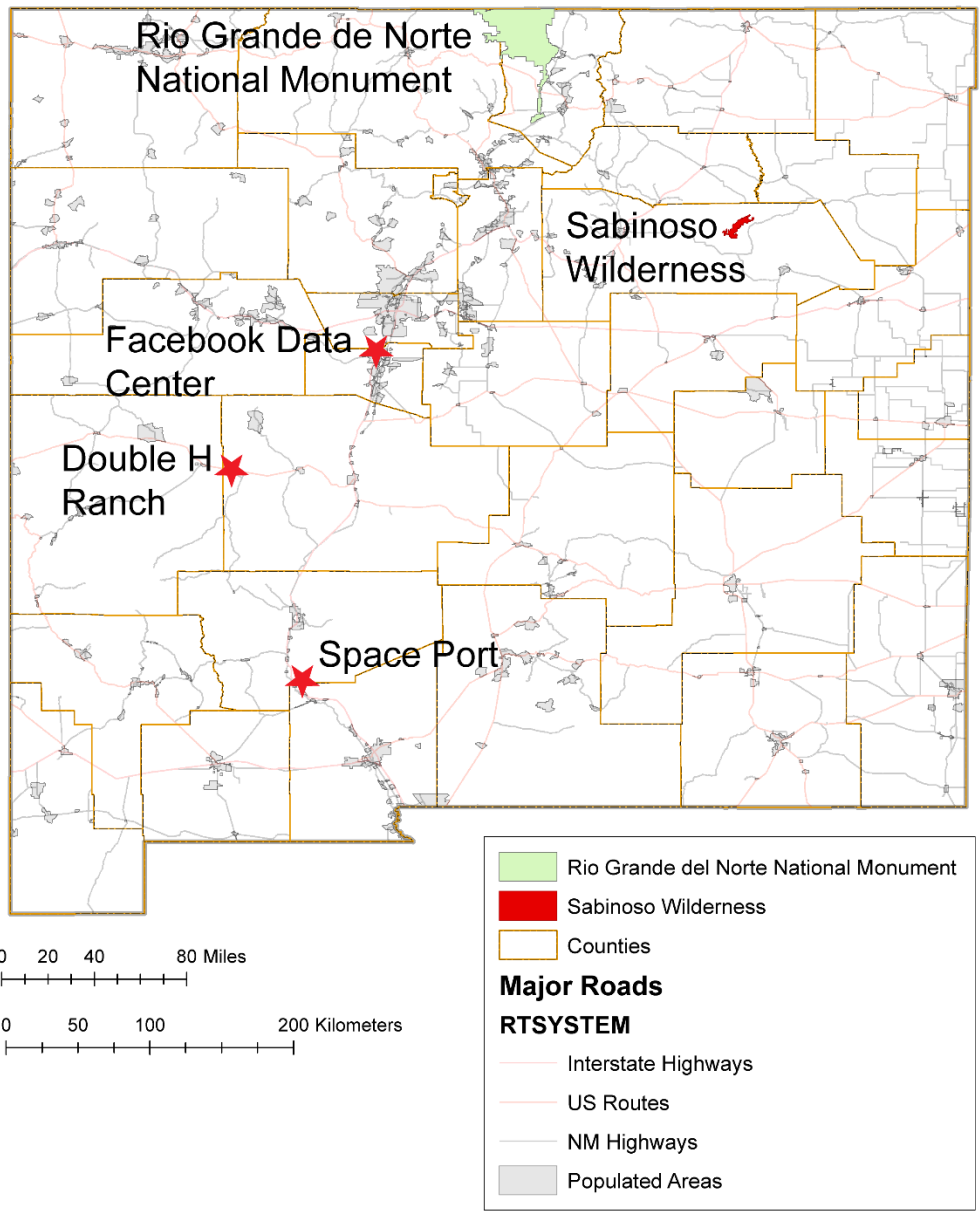 Rio Grande de Norte
National Monument
Sabinoso
Wilderness
Facebook Data
Center
Double H
Ranch
Space Port
Rio Grande del Norte National Monument
Sabinoso Wilderness
Counties
Major Roads
RTSYSTEM
Interstate Highways
US Routes
NM Highways
Populated Areas
0 20 40 80 Miles
0 50 100 200 Kilometers